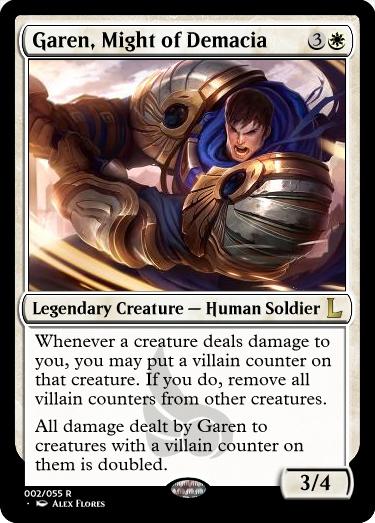 Garen, Might of Demacia 3
Legendary Creature — Human Soldier L
Whenever a creature deals damage to
you, you may put a villain counter on
that creature. If you do, remove all
villain counters from other creatures.
All damage dealt by Garen to
creatures with a villain counter on
them is doubled.
3/4
002/055 R
· ALEX FLORES